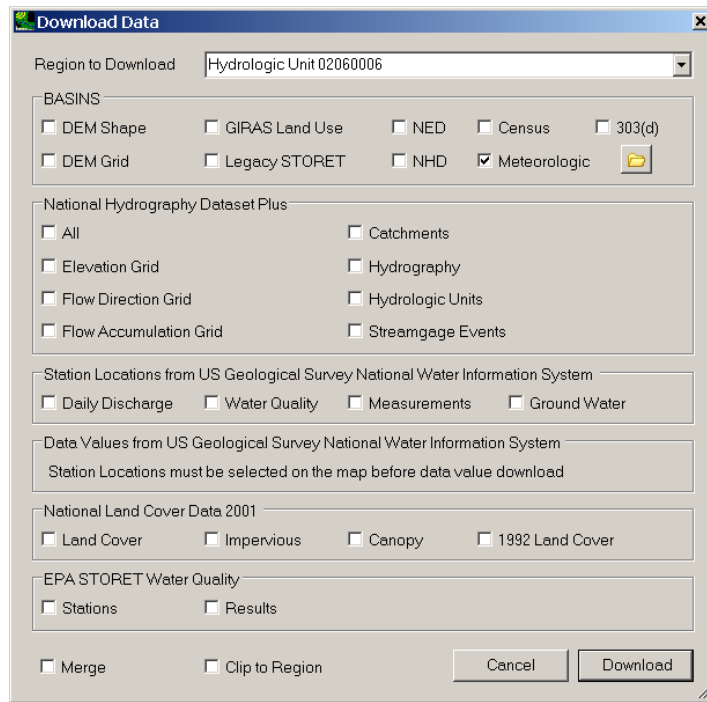 Download Data
Region to Download Hydrologic Unit 02060006
BASINS
DEM Shape GIRAS Land Use NED Census 303(d)
DEM Grid Legacy STORET NHD Meteorologic
National Hydrography Dataset Plus
All Catchments
Elevation Grid Hydrography
Flow Direction Grid Hydrologic Units
Flow Accumulation Grid Streamgage Events
Station Locations from US Geological Survey National Water Information System
Daily Discharge Water Quality Measurements Ground Water
Data Values from US Geological Survey National Water Information System
Station Locations must be selected on the map before data value download
National Land Cover Data 2001
Land Cover Impervious Canopy 1992 Land Cover
EPA STORET Water Quality
Stations Results
Merge Clip to Region Cancel Download